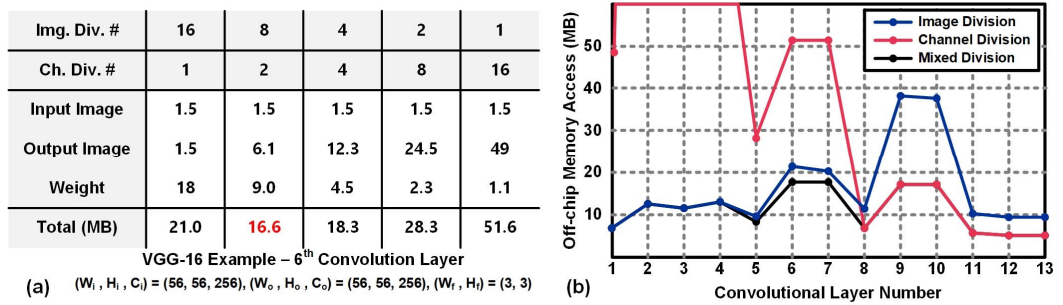 Img. Div. # 16 8 4 2 1
Ch. Div. # 1 2 4 8 16
Input Image 1.5 1.5 1.5 1.5 1.5
Output Image 1.5 6.1 12.3 24.5 49
Weight 18 9.0 4.5 2.3 1.1
Total (MB) 21.0 16.6 18.3 28.3 51.6
VGG-16 Example – 6th Convolution Layer
(a) (Wi , Hi , Ci) = (56, 56, 256), (Wo , Ho , Co) = (56, 56, 256), (Wf , Hf) = (3, 3)
Off-chip Memory Access (MB)
50
40
30
20
10
Image Division
Channel Division
Mixed Division
1 2 3 4 5 6 7 8 9 10 11 12 13
(b) Convolutional Layer Number